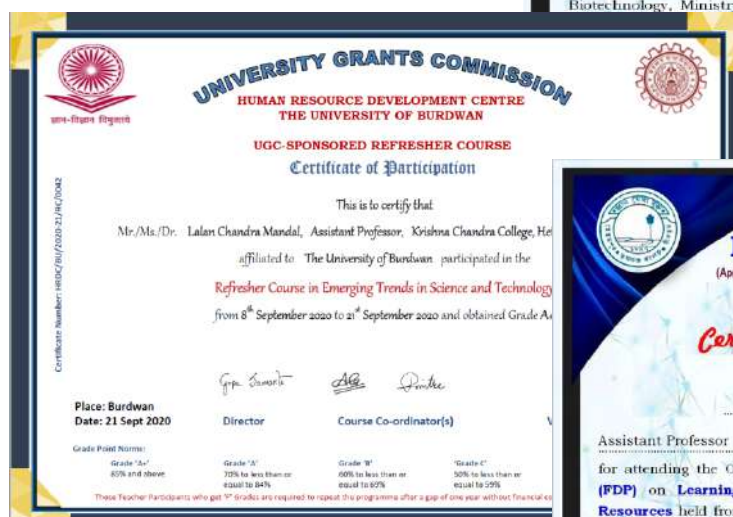 Biotechnology, Ministry
UNIVERSITY GRANTS COMMISSION
HUMAN RESOURCE DEVELOPMENT CENTRE
THE UNIVERSITY OF BURDWAN
ज्ञान-विज्ञान विमुक्तये
UGC-SPONSORED REFRESHER COURSE
Certificate of Participation
This is to certify that
Mr./Ms./Dr. Lalan Chandra Mandal, Assistant Professor, Krishna Chandra College, He
affiliated to The University of Burdwan participated in the
Refresher Course in Emerging Trends in Science and Technology
from 8th September 2020 to 21st September 2020 and obtained Grade A
Certificate Number: HRDC/BU/2020-21/RC/0042
Place: Burdwan
Date: 21 Sept 2020
Director
Course Co-ordinator(s)
V
Grade Point Norms:
Grade 'A+'
85% and above
Grade 'A'
70% to less than or
equal to 84%
Grade 'B'
60% to less than or
equal to 69%
'Grade C'
50% to less than or
equal to 59%
These Teacher Participants who get 'F' Grades are required to repeat the programme after a gap of one year without financial
(Ap
Cer
Assistant Professor
for attending the O
(FDP) on Learning
Resources held fro